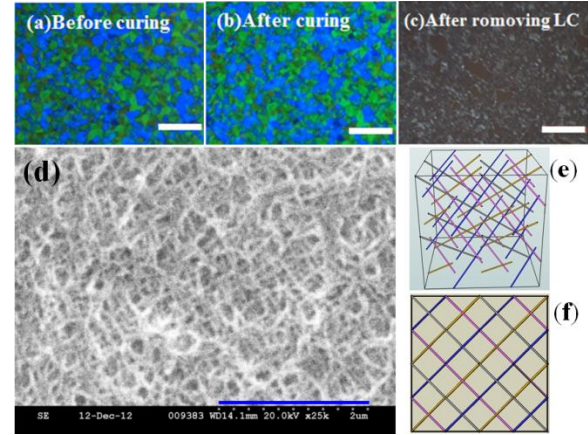 (a)Before curing
(b)After curing
(c)After romoving LC
(d)
(e)
(f)
SE 12-Dec-12 009383 WD14.1mm 20.0kV x25k 2um